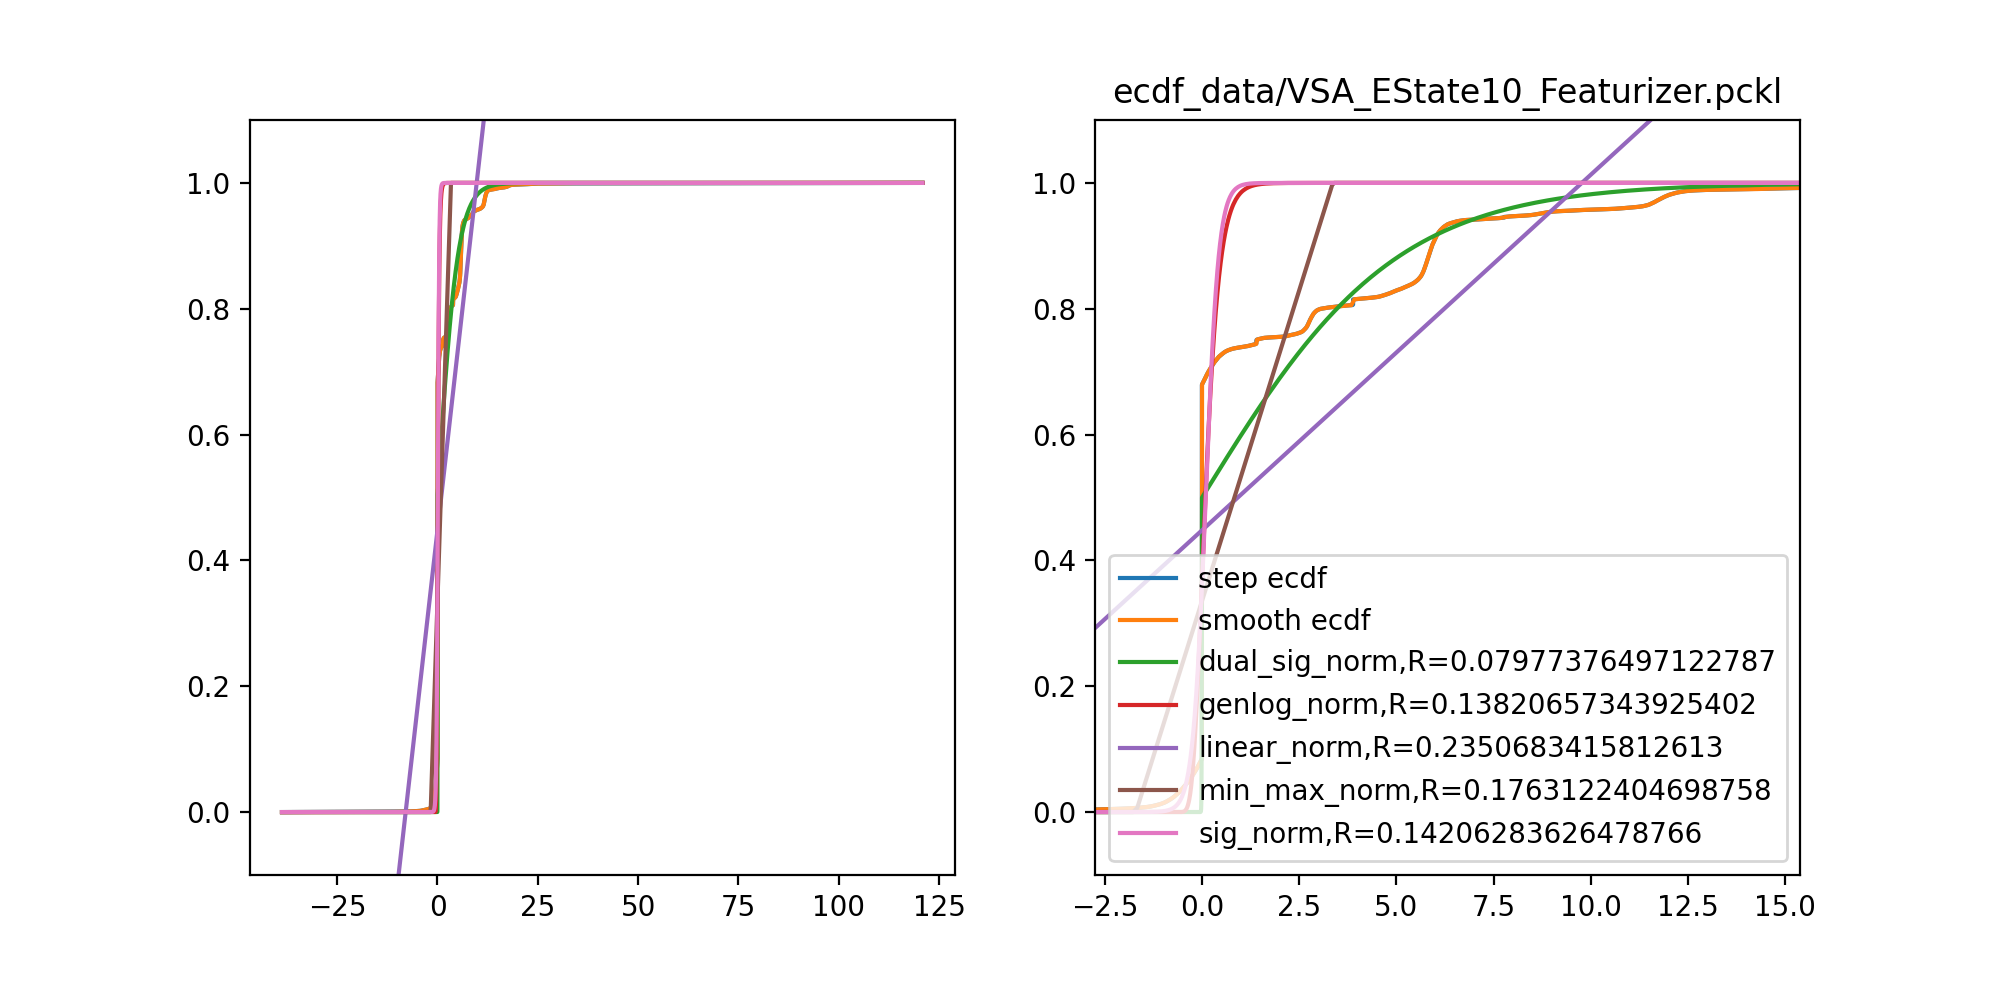 ecdf_data/VSA_EState10_Featurizer.pckl
1.0
0.8
0.6
0.4
0.2
0.0
−25 0 25 50 75 100 125
1.0
0.8
0.6
0.4
0.2
0.0
step ecdf
smooth ecdf
dual_sig_norm,R=0.07977376497122787
genlog_norm,R=0.13820657343925402
linear_norm,R=0.2350683415812613
min_max_norm,R=0.1763122404698758
sig_norm,R=0.14206283626478766
−2.5 0.0 2.5 5.0 7.5 10.0 12.5 15.0